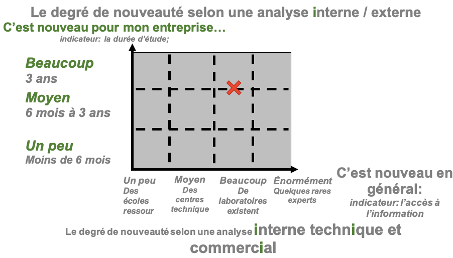 Le degré de nouveauté selon une analyse interne / externe
C'est nouveau pour mon entreprise…
indicateur: la durée d'étude;
Beaucoup
3 ans
Moyen
6 mois à 3 ans
Un peu
Moins de 6 mois
Un peu
Des
écoles
ressour
Moyen
Des
centres
technique
Beaucoup
De
laboratoires
existent
Énormément
Quelques rares
experts
C'est nouveau en
général:
indicateur: l'accès à
l'information
Le degré de nouveauté selon une analyse interne technique et
commercial